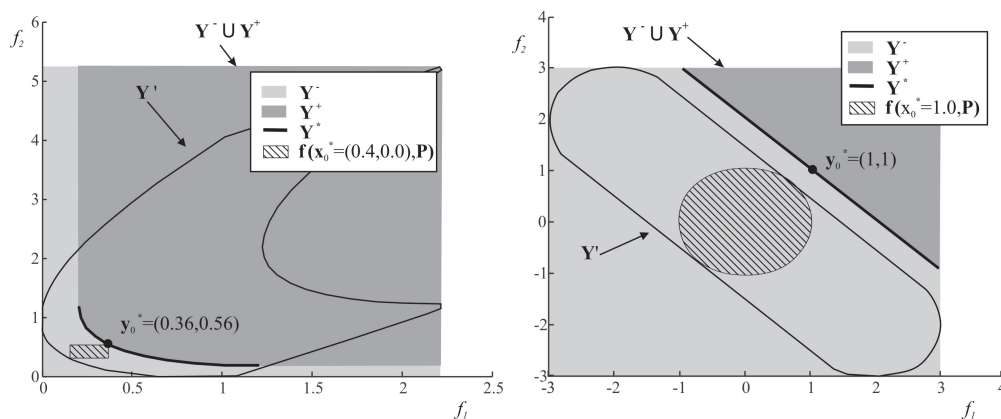 6
5
4
3
2
1
0
f₂
0
0.5
1
1.5
2
2.5
f₁
Y⁻ ∪ Y⁺
Y'
Y⁻
Y⁺
Y*
f(x₀*=(0.4,0.0),P)
y₀*=(0.36,0.56)
4
3
2
1
0
-1
-2
-3
f₂
-3
-2
-1
0
1
2
3
4
f₁
Y⁻ ∪ Y⁺
Y⁻
Y⁺
Y*
f(x₀*=1.0,P)
y₀*=(1,1)
Y'